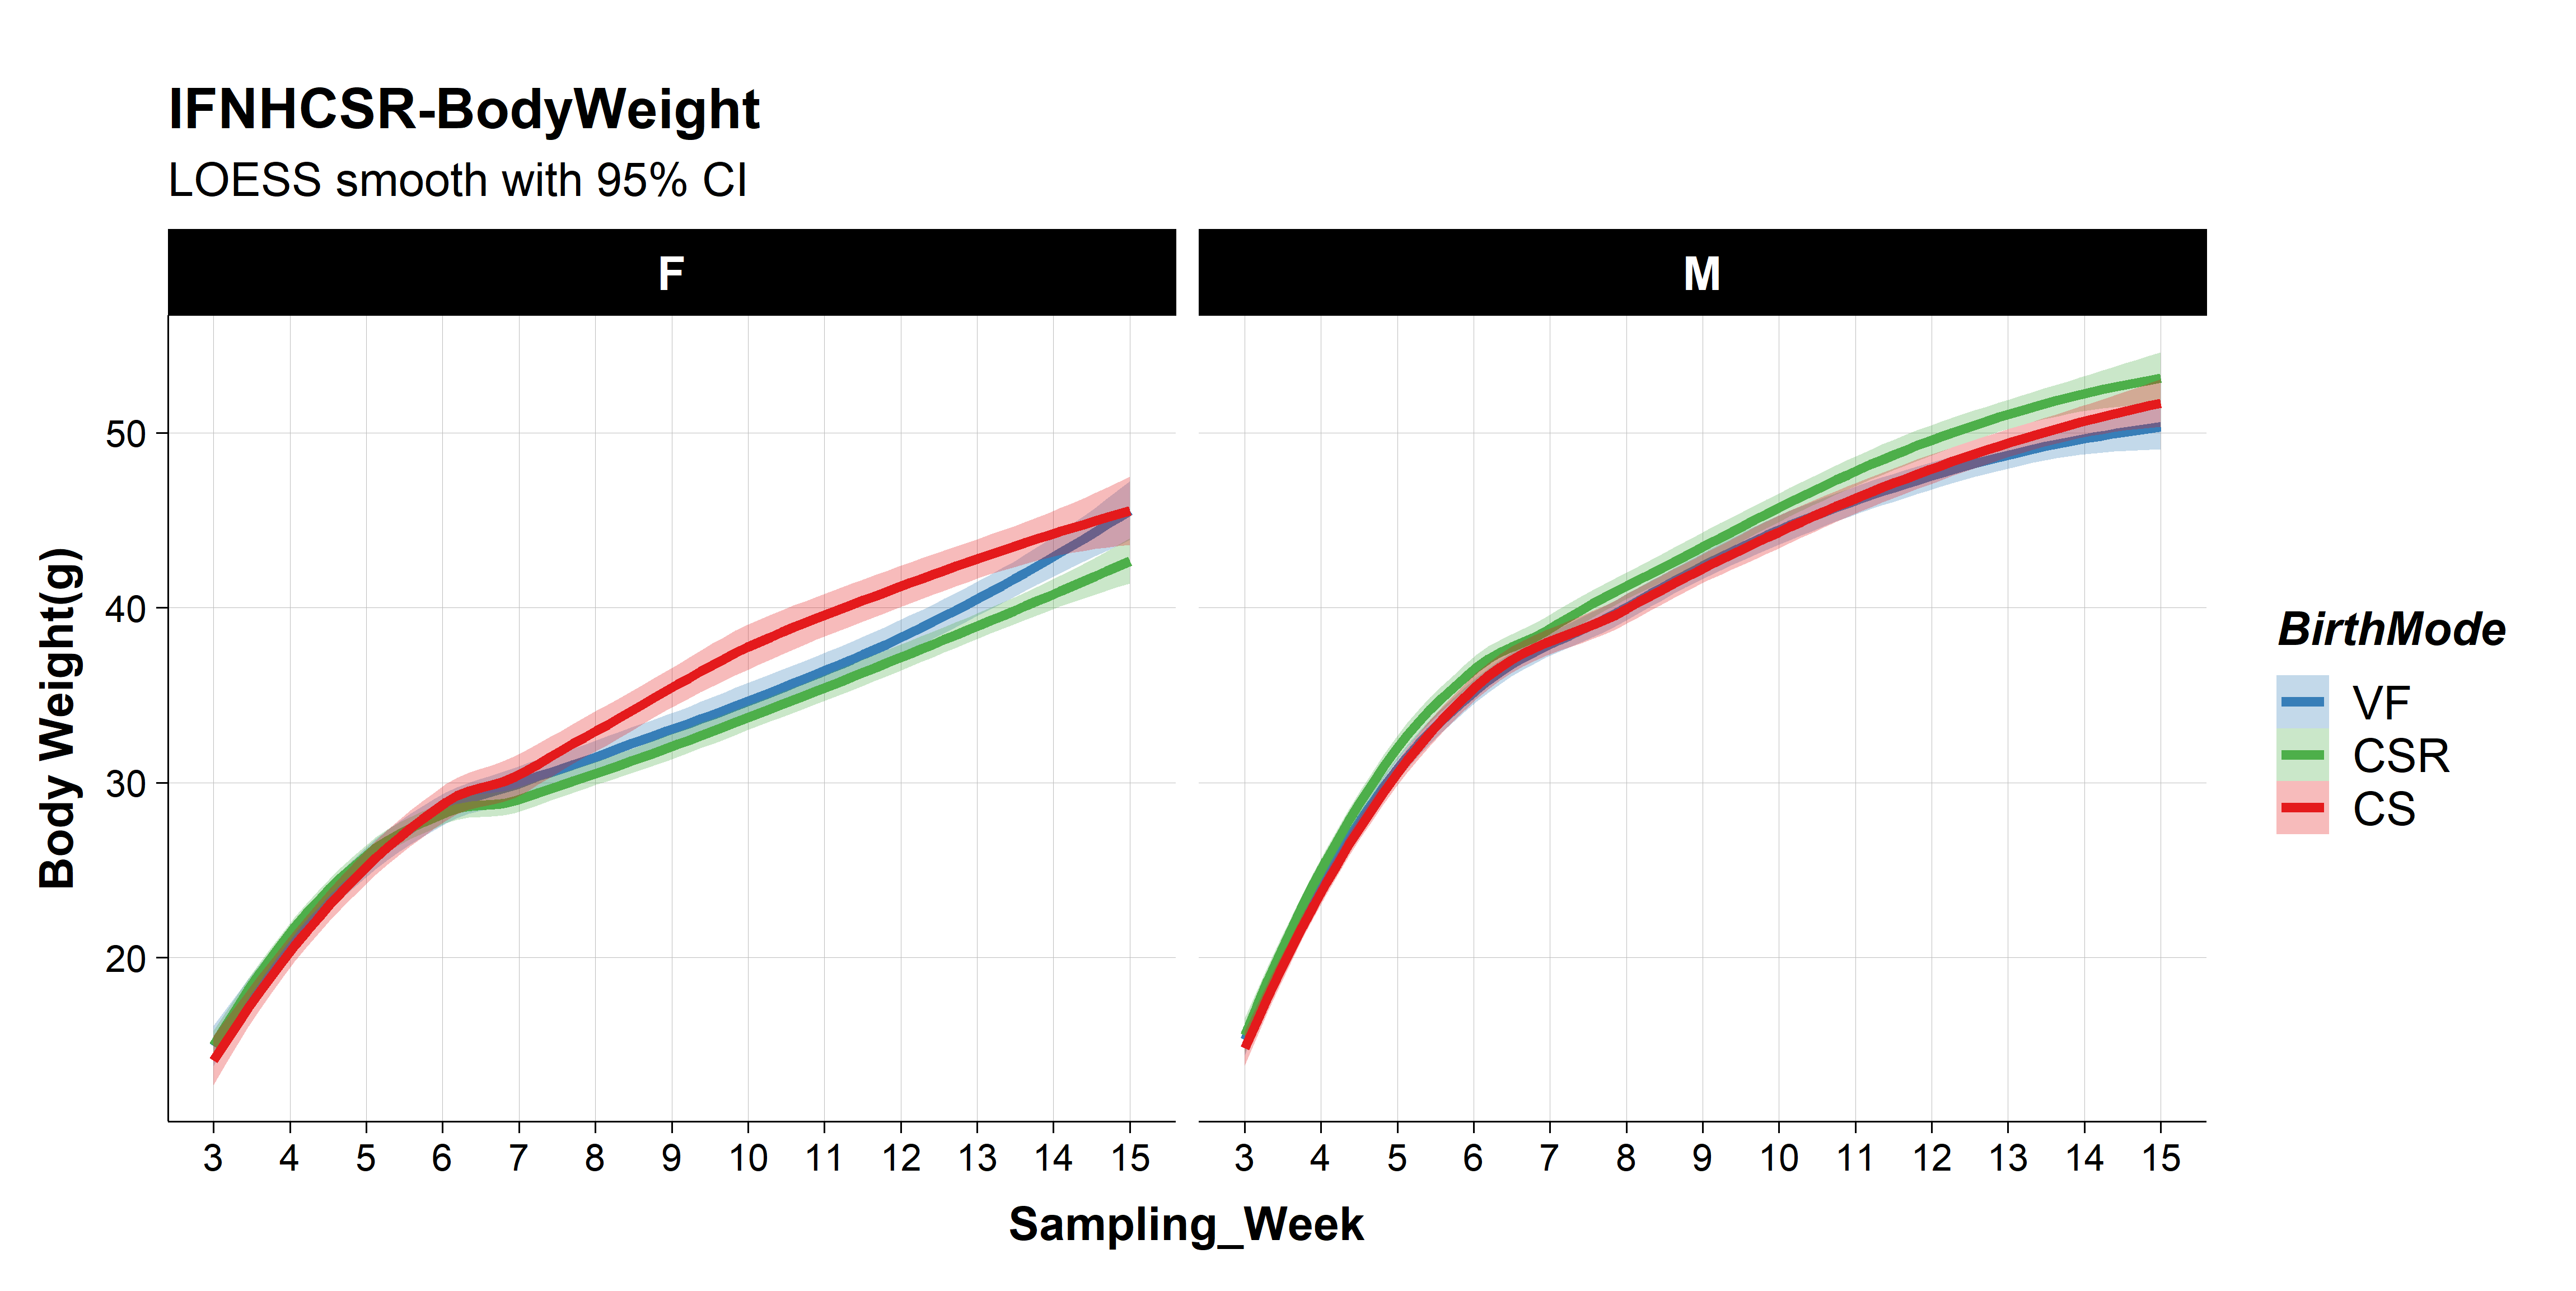 IFNHCSR-BodyWeight
LOESS smooth with 95% CI
F
M
Body Weight(g)
50
40
30
20
3 4 5 6 7 8 9 10 11 12 13 14 15
3 4 5 6 7 8 9 10 11 12 13 14 15
Sampling_Week
BirthMode
VF
CSR
CS